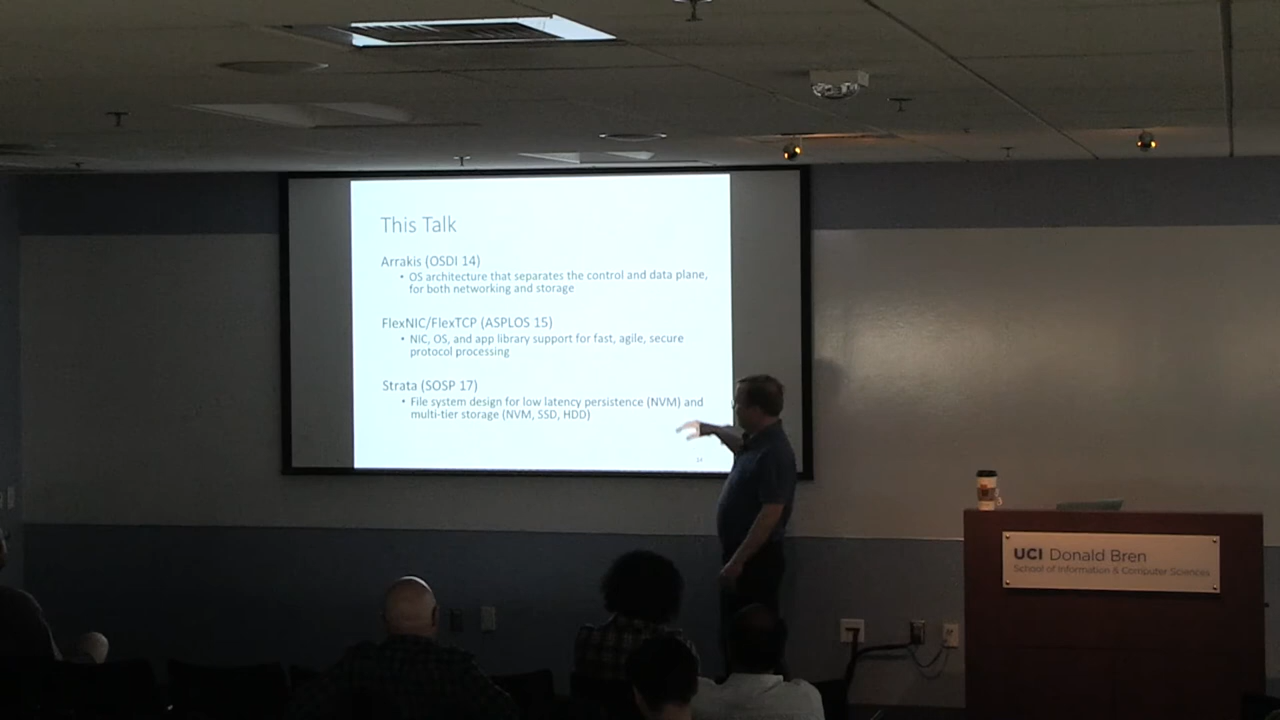 This Talk
Arrakis (OSDI 14)
• OS architecture that separates the control and data plane,
for both networking and storage
FlexNIC/FlexTCP (ASPLOS 15)
• NIC, OS, and app library support for fast, agile, secure
protocol processing
Strata (SOSP 17)
• File system design for low latency persistence (NVM) and
multi-tier storage (NVM, SSD, HDD)
UCI Donald Bren
School of Information & Computer Sciences